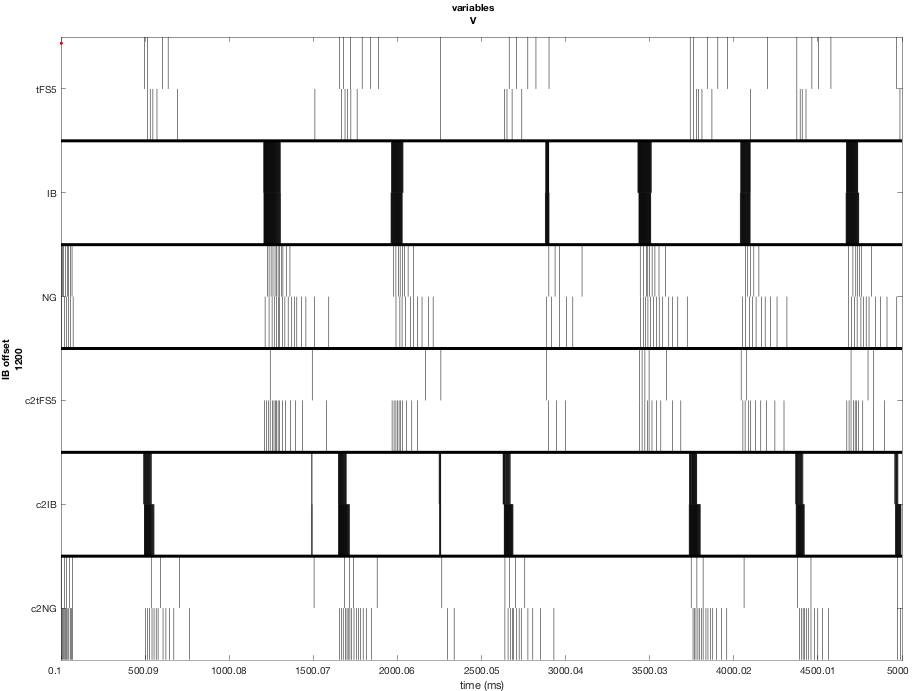 variables
V
tFS5
IB
NG
IB offset
1200
c2tFS5
c2IB
c2NG
0.1 500.09 1000.08 1500.07 2000.06 2500.05 3000.04 3500.03 4000.02 4500.01 5000
time (ms)